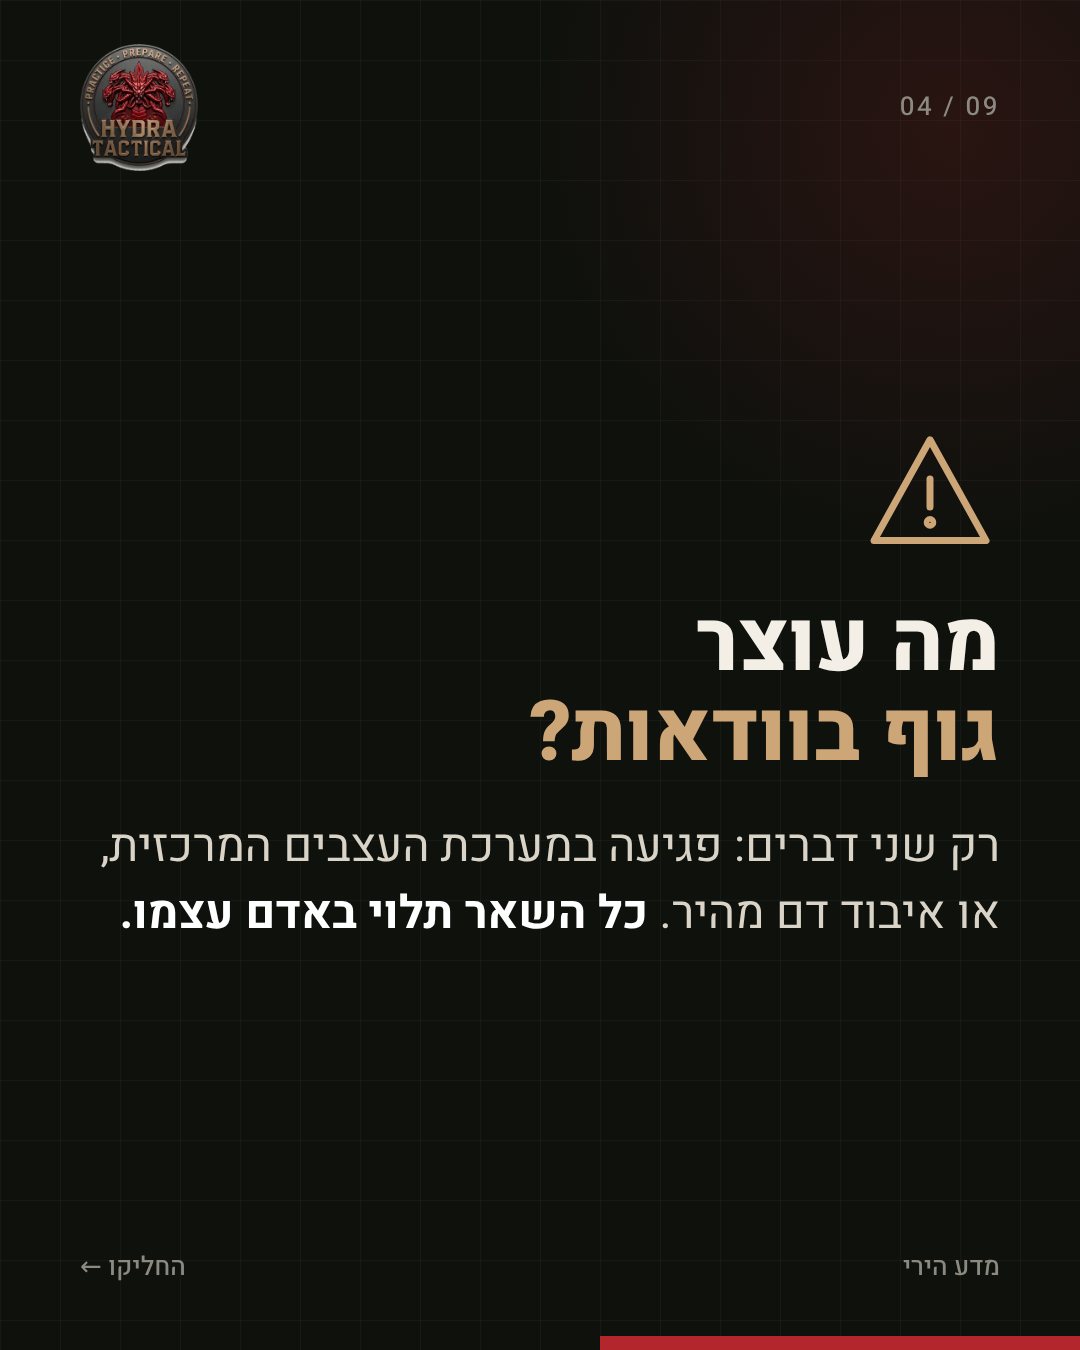 PRACTICE · PREPARE · REPEAT
HYDRA
TACTICAL
04 / 09
מה עוצר
גוף בוודאות?
רק שני דברים: פגיעה במערכת העצבים המרכזית,
או איבוד דם מהיר. כל השאר תלוי באדם עצמו.
מדע הירי
החליקו ←